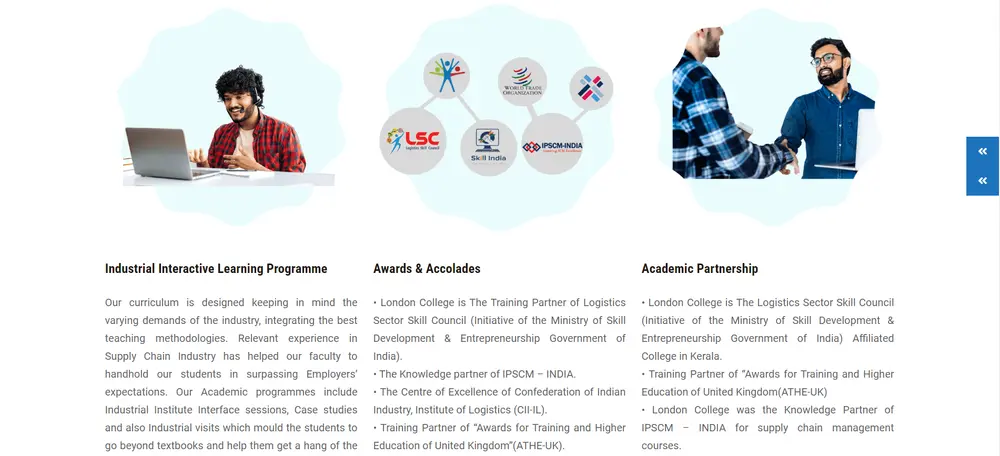 WORLD TRADE
ORGANIZATION
LSC
Logistics Skill Council
Skill India
IPSCM-INDIA
Industrial Interactive Learning Programme
Our curriculum is designed keeping in mind the
varying demands of the industry, integrating the best
teaching methodologies. Relevant experience in
Supply Chain Industry has helped our faculty to
handhold our students in surpassing Employers'
expectations. Our Academic programmes include
Industrial Institute Interface sessions, Case studies
and also Industrial visits which mould the students to
go beyond textbooks and help them get a hang of the
Awards & Accolades
• London College is The Training Partner of Logistics
Sector Skill Council (Initiative of the Ministry of Skill
Development & Entrepreneurship Government of
India).
• The Knowledge partner of IPSCM – INDIA.
• The Centre of Excellence of Confederation of Indian
Industry, Institute of Logistics (CII-IL).
• Training Partner of “Awards for Training and Higher
Education of United Kingdom”(ATHE-UK).
Academic Partnership
• London College is The Logistics Sector Skill Council
(Initiative of the Ministry of Skill Development &
Entrepreneurship Government of India) Affiliated
College in Kerala.
• Training Partner of “Awards for Training and Higher
Education of United Kingdom(ATHE-UK)
• London College was the Knowledge Partner of
IPSCM – INDIA for supply chain management
courses.